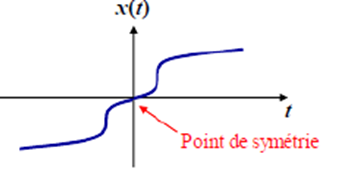 x(t)
t
Point de symétrie